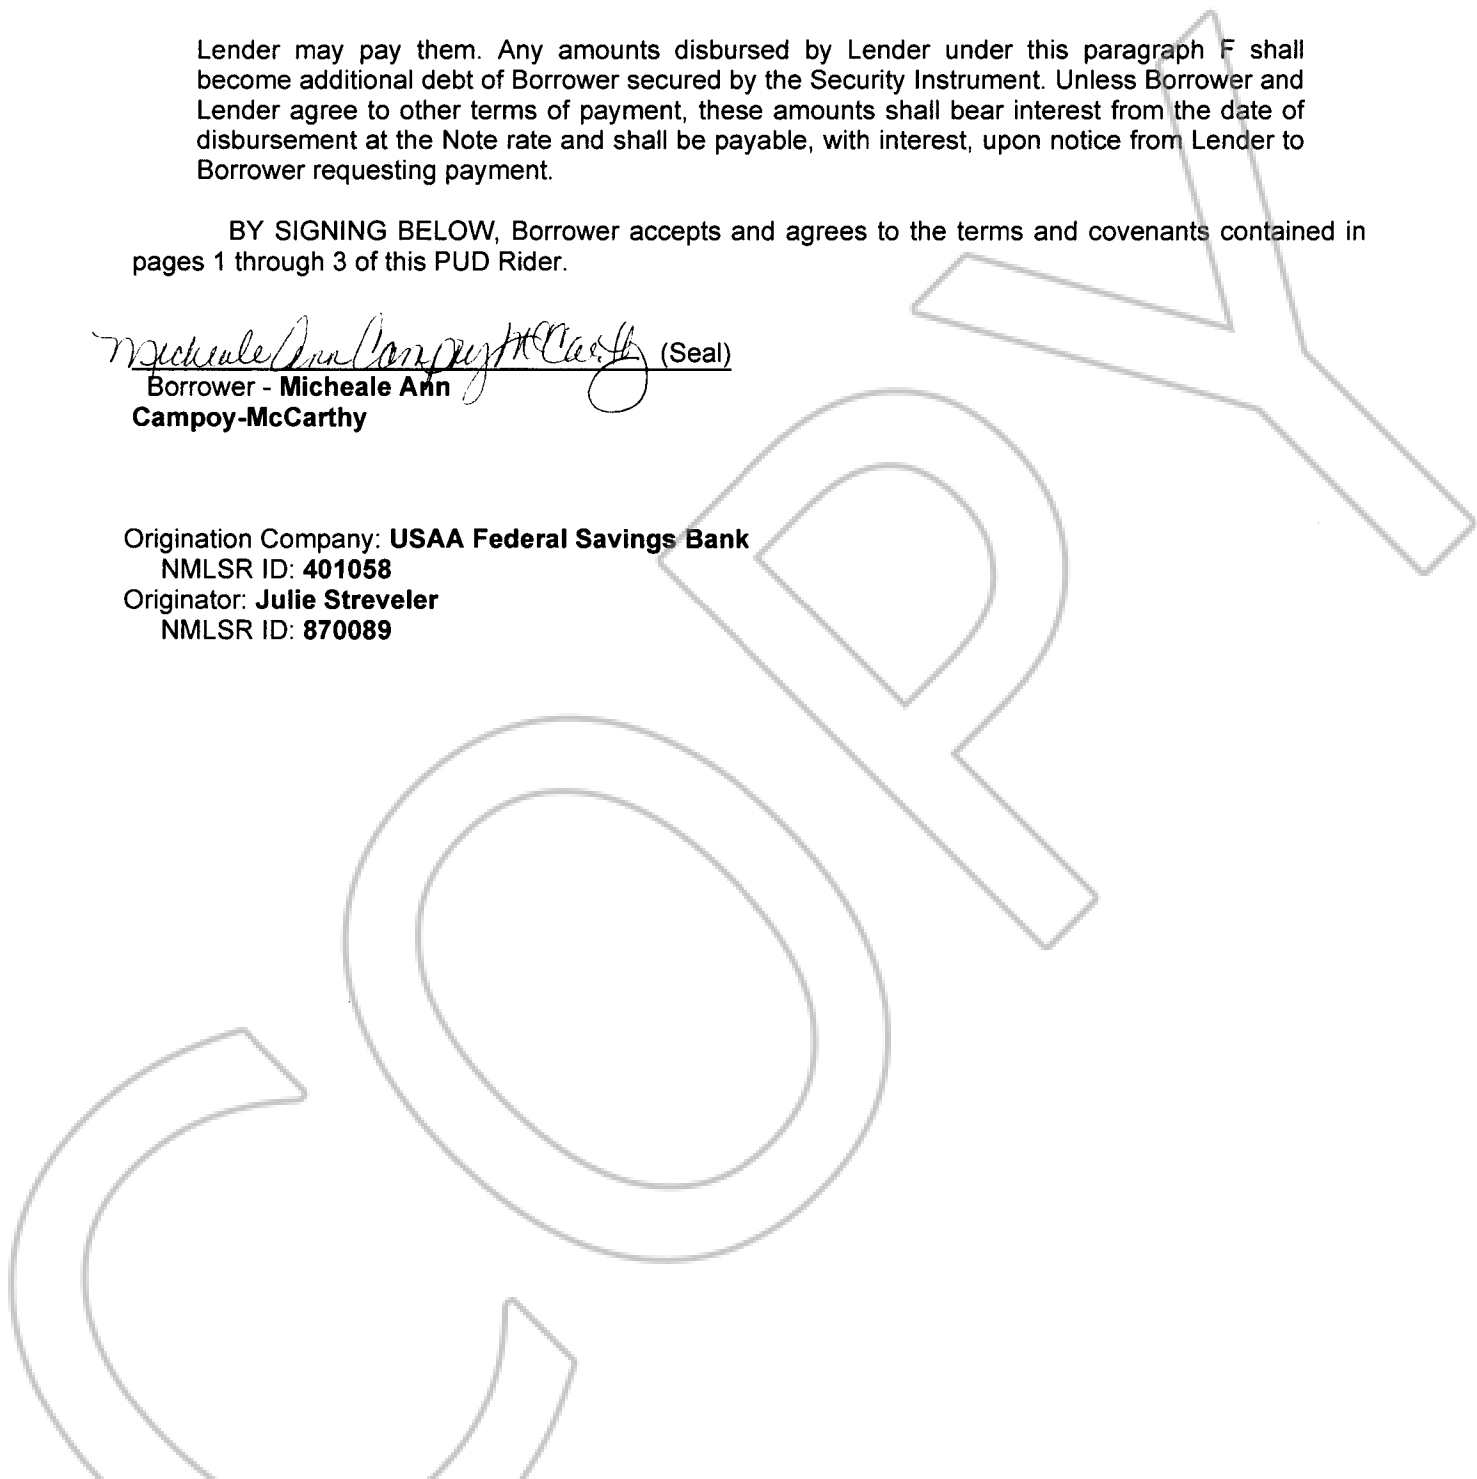 Lender may pay them. Any amounts disbursed by Lender under this paragraph F shall
become additional debt of Borrower secured by the Security Instrument. Unless Borrower and
Lender agree to other terms of payment, these amounts shall bear interest from the date of
disbursement at the Note rate and shall be payable, with interest, upon notice from Lender to
Borrower requesting payment.
BY SIGNING BELOW, Borrower accepts and agrees to the terms and covenants contained in
pages 1 through 3 of this PUD Rider.
Micheale Ann Campoy McCarthy (Seal)
Borrower - Micheale Ann
Campoy-McCarthy
Origination Company: USAA Federal Savings Bank
NMLSR ID: 401058
Originator: Julie Streveler
NMLSR ID: 870089
COPY